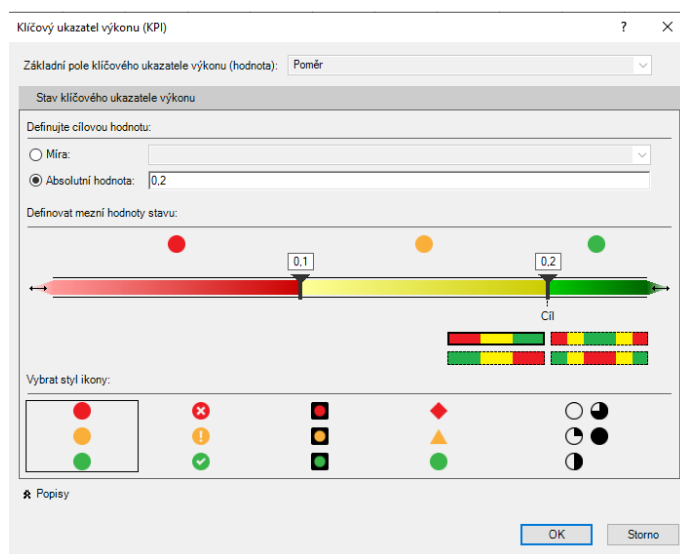 Klíčový ukazatel výkonu (KPI)
?
Základní pole klíčového ukazatele výkonu (hodnota):
Poměr
Stav klíčového ukazatele výkonu
Definujte cílovou hodnotu:
Míra:
Absolutní hodnota:
0,2
Definovat mezní hodnoty stavu:
0,1
0,2
Cíl
Vybrat styl ikony:
Popisy
OK
Storno